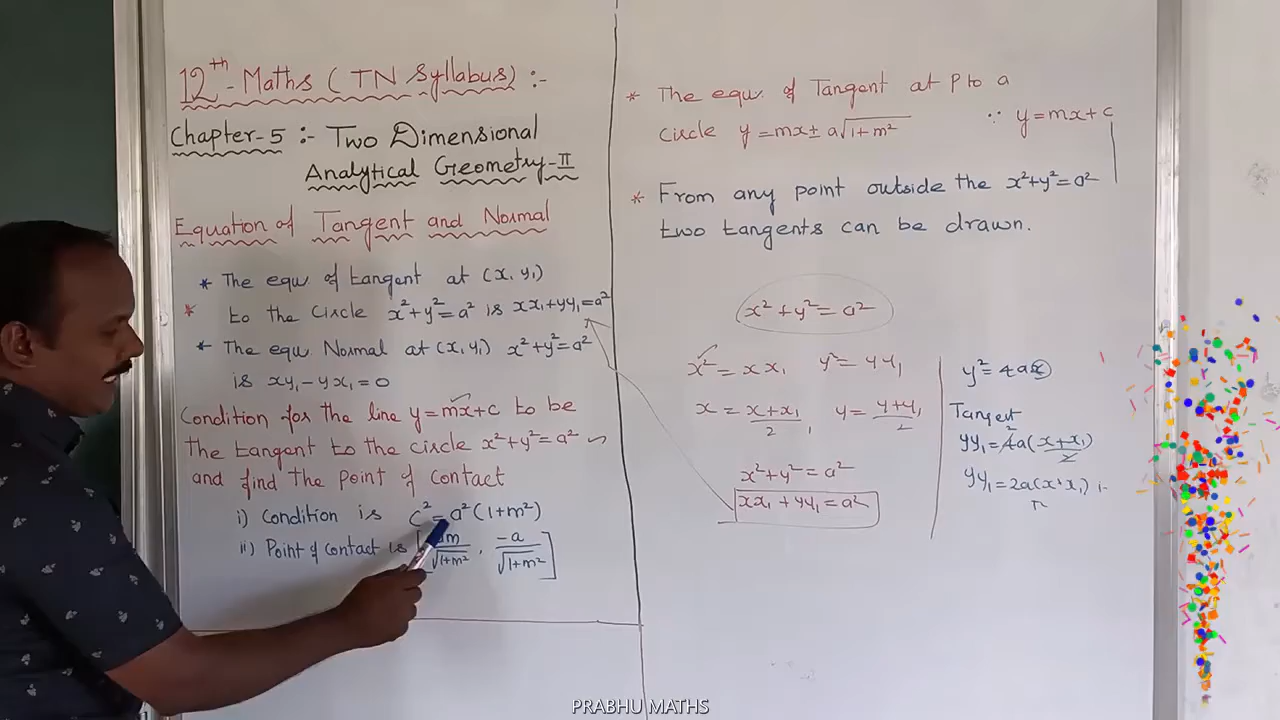 12th - Maths ( TN Syllabus) :-
Chapter-5 :- Two Dimensional
Analytical Geometry-II
Equation of Tangent and Normal
* The equ. of tangent at (x, y₁)
* to the Circle x²+y²=a² is xx₁+yy₁=a²
* The equ. Normal at (x, y₁) x²+y²=a²
is xy₁-yx₁=0
Condition for the line y=mx+c to be
The tangent to the circle x²+y²=a²
and find the Point of contact
i) Condition is c²=a²(1+m²)
ii) Point of contact is [ m/√1+m² , -a/√1+m² ]
* The equ. of Tangent at P to a
Circle y=mx± a√1+m² ∵ y=mx+c
* From any point outside the x²+y²=a²
two tangents can be drawn.
x²+y²=a²
x²=xx₁ y²=yy₁
x=x+x₁/2, y=y+y₁/2
x²+y²=a²
xx₁+yy₁=a²
y²=4ax
Tangent
yy₁=4a(x+x₁/2)
yy₁=2a(x+x₁)
PRABHU MATHS